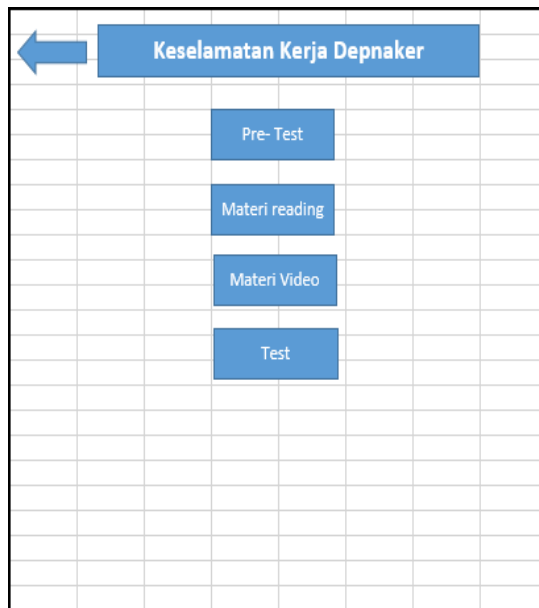 Keselamatan Kerja Depnaker
Pre- Test
Materi reading
Materi Video
Test